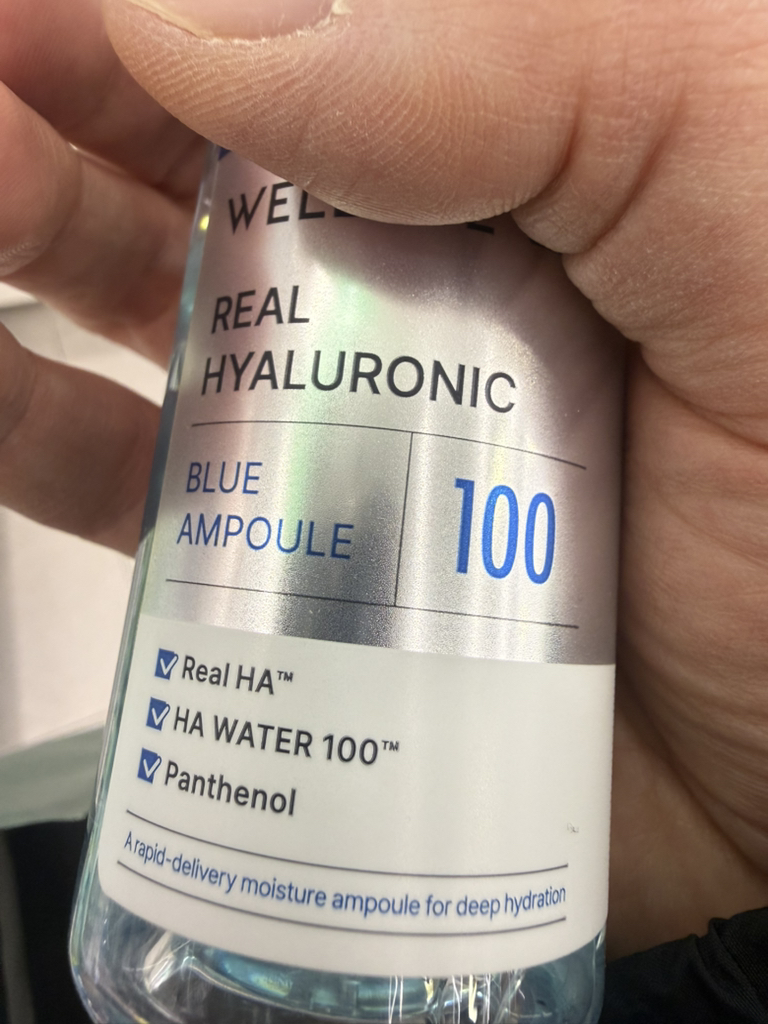 REAL
HYALURONIC
BLUE
AMPOULE
100
Real HA™
HA WATER 100™
Panthenol
A rapid-delivery moisture ampoule for deep hydration